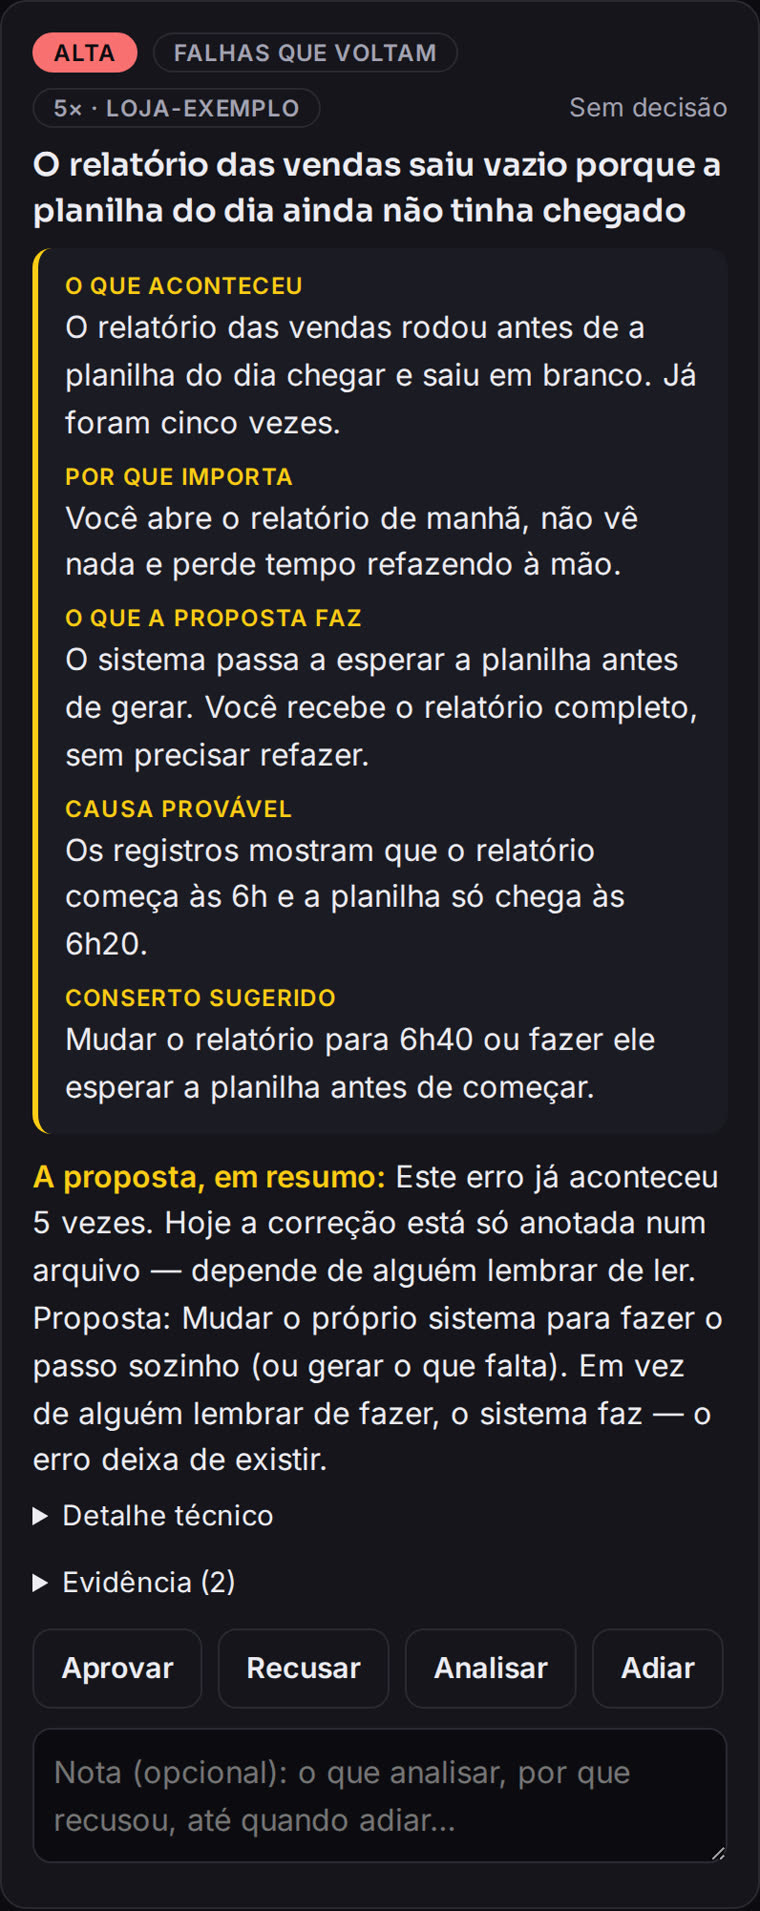 ALTA
FALHAS QUE VOLTAM
5× · LOJA-EXEMPLO
Sem decisão
O relatório das vendas saiu vazio porque a
planilha do dia ainda não tinha chegado
O QUE ACONTECEU
O relatório das vendas rodou antes de a
planilha do dia chegar e saiu em branco. Já
foram cinco vezes.
POR QUE IMPORTA
Você abre o relatório de manhã, não vê
nada e perde tempo refazendo à mão.
O QUE A PROPOSTA FAZ
O sistema passa a esperar a planilha antes
de gerar. Você recebe o relatório completo,
sem precisar refazer.
CAUSA PROVÁVEL
Os registros mostram que o relatório
começa às 6h e a planilha só chega às
6h20.
CONSERTO SUGERIDO
Mudar o relatório para 6h40 ou fazer ele
esperar a planilha antes de começar.
A proposta, em resumo: Este erro já aconteceu
5 vezes. Hoje a correção está só anotada num
arquivo — depende de alguém lembrar de ler.
Proposta: Mudar o próprio sistema para fazer o
passo sozinho (ou gerar o que falta). Em vez
de alguém lembrar de fazer, o sistema faz — o
erro deixa de existir.
▶ Detalhe técnico
▶ Evidência (2)
Aprovar
Recusar
Analisar
Adiar
Nota (opcional): o que analisar, por que
recusou, até quando adiar...